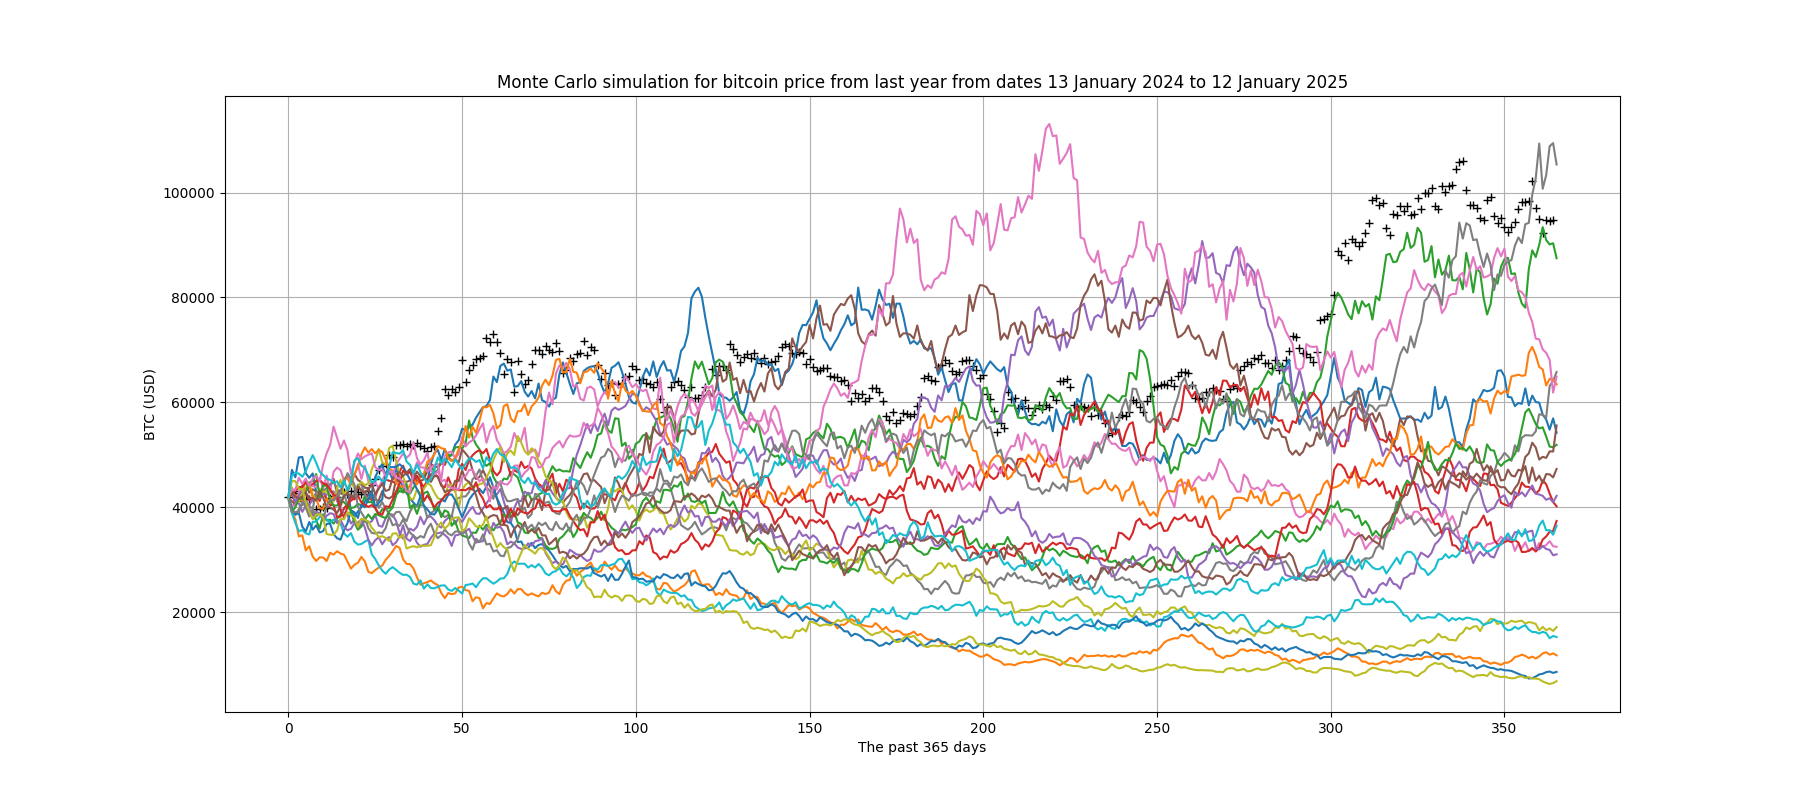 Monte Carlo simulation for bitcoin price from last year from dates 13 January 2024 to 12 January 2025
BTC (USD)
100000
80000
60000
40000
20000
0 50 100 150 200 250 300 350
The past 365 days